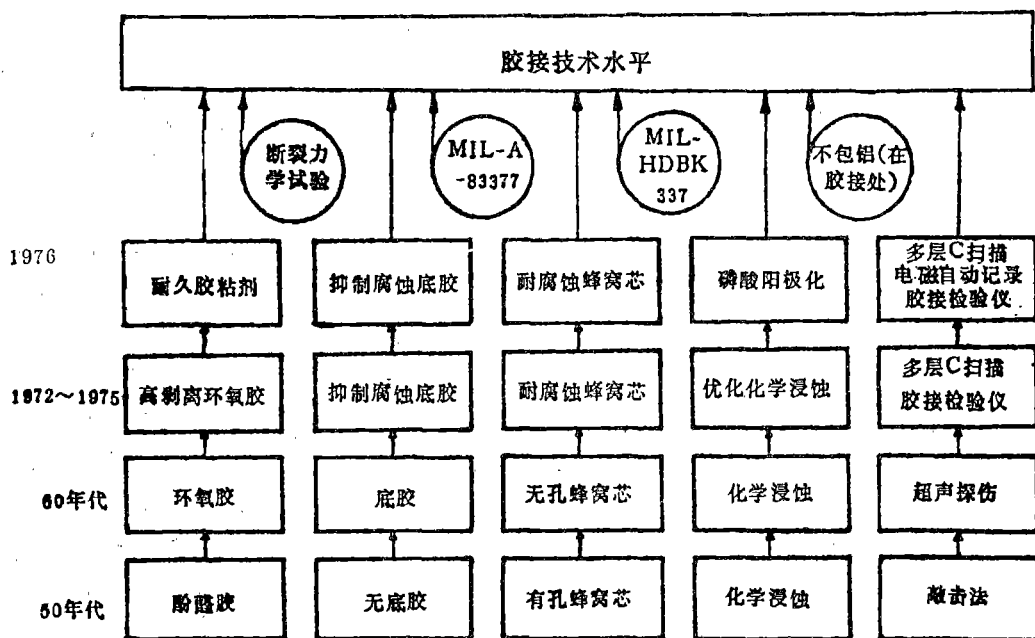 胶接技术水平
断裂力
学试验
MIL-A
-83377
MIL-
HDBK
337
不包铝(在
胶接处)
1976
耐久胶粘剂
抑制腐蚀底胶
耐腐蚀蜂窝芯
磷酸阳极化
多层C扫描
电磁自动记录
胶接检验仪
1972～1975
高剥离环氧胶
抑制腐蚀底胶
耐腐蚀蜂窝芯
优化化学浸蚀
多层C扫描
胶接检验仪
60年代
环氧胶
底胶
无孔蜂窝芯
化学浸蚀
超声探伤
50年代
酚醛胶
无底胶
有孔蜂窝芯
化学浸蚀
敲击法